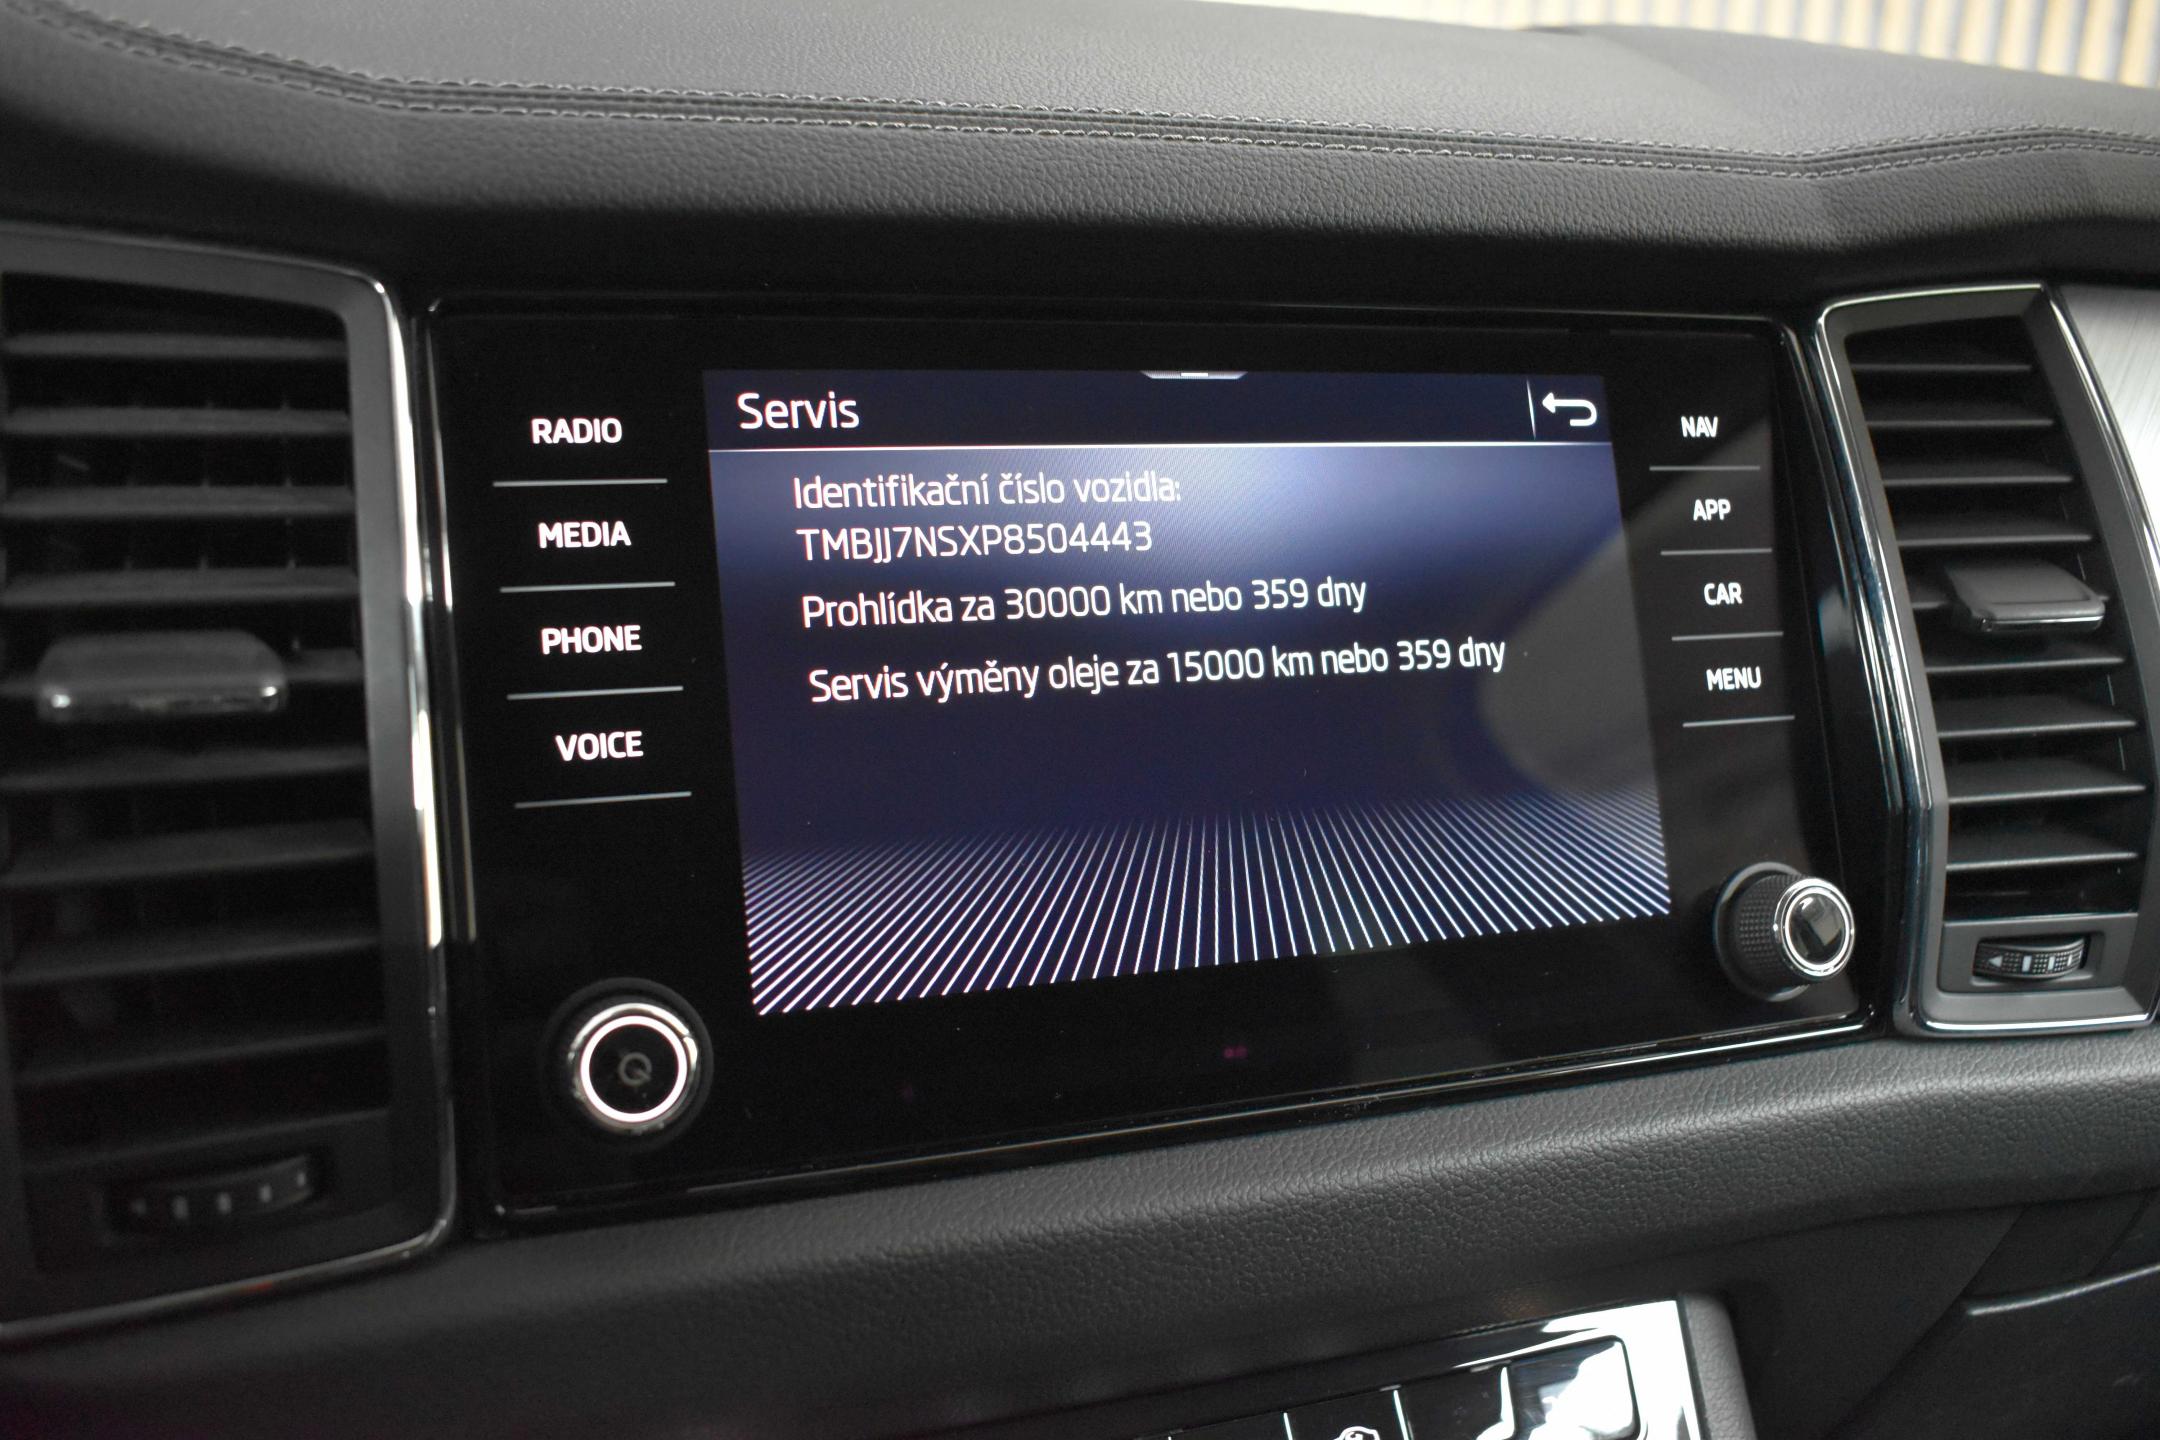 Servis
RADIO
MEDIA
PHONE
VOICE
Identifikační číslo vozidla:
TMBJJ7NSXP8504443
Prohlídka za 30000 km nebo 359 dny
Servis výměny oleje za 15000 km nebo 359 dny
NAV
APP
CAR
MENU